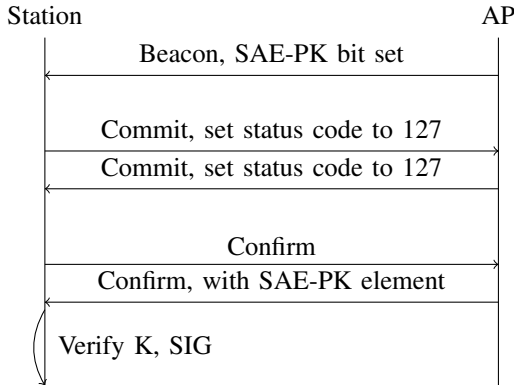 Station
AP
Beacon, SAE-PK bit set
Commit, set status code to 127
Commit, set status code to 127
Confirm
Confirm, with SAE-PK element
Verify K, SIG